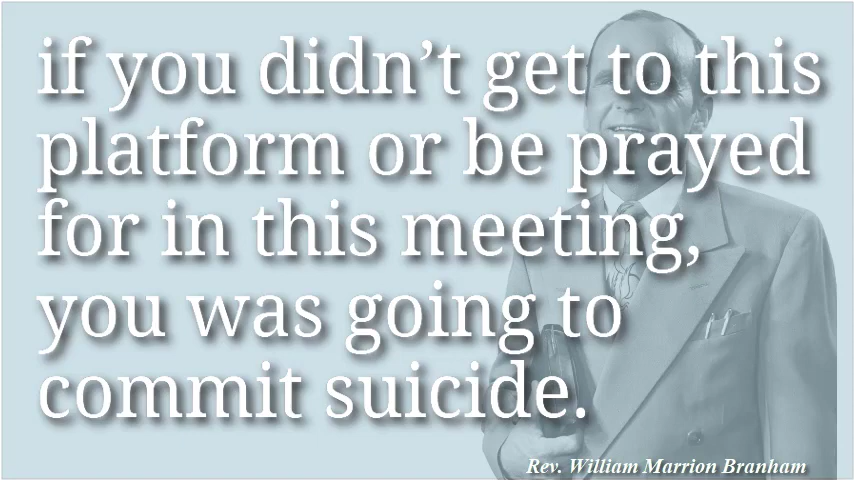 if you didn’t get to this
platform or be prayed
for in this meeting,
you was going to
commit suicide.
Rev. William Marrion Branham